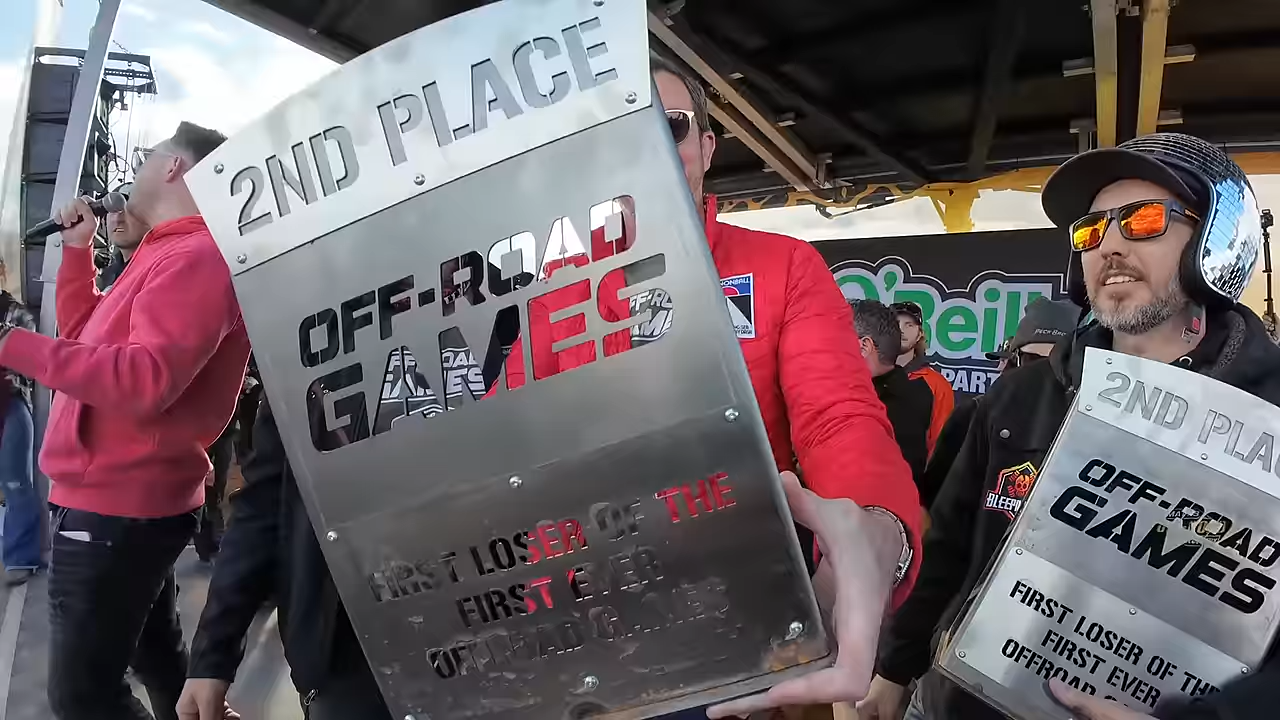 2ND PLACE
OFF-ROAD
GAMES
FIRST LOSER OF THE
FIRST EVER
OFFROAD GAMES
2ND PLA
OFF-ROAD
GAMES
FIRST LOSER OF THE
FIRST EVER
OFFROAD
O'Reill
PART